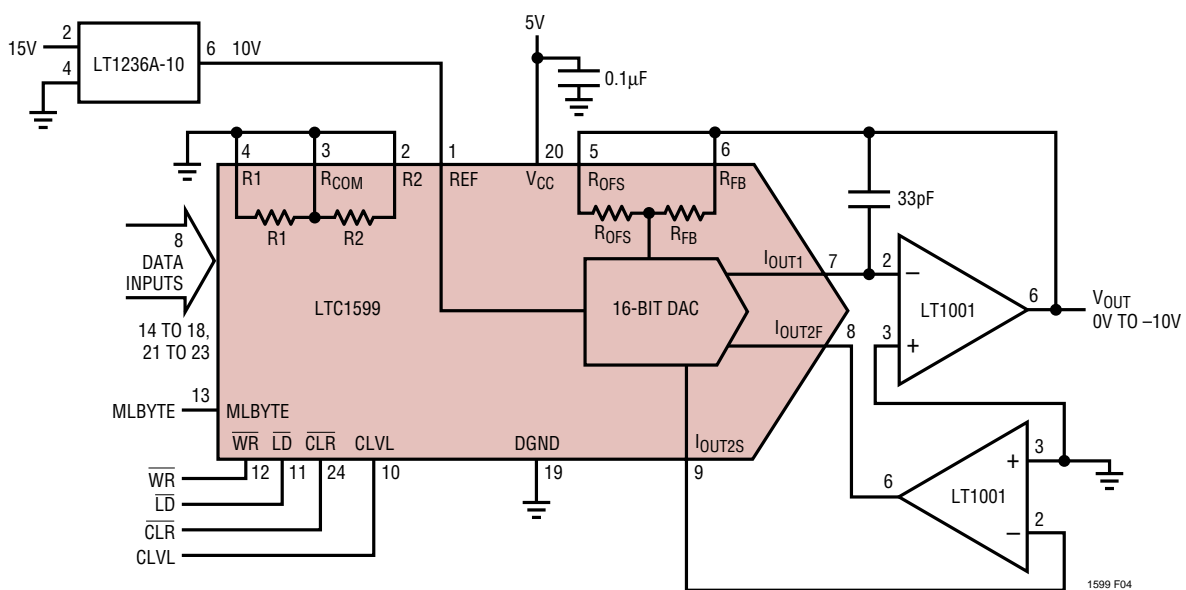 5V
2
15V
LT1236A-10
6
10V
4
0.1µF
4
3
2
1
20
5
6
R1
RCOM
R2
REF
VCC
ROFS
RFB
33pF
R1
R2
ROFS
RFB
8
DATA
INPUTS
IOUT1
7
2
–
LTC1599
16-BIT DAC
LT1001
6
VOUT
0V TO –10V
14 TO 18,
21 TO 23
IOUT2F
8
3
+
13
MLBYTE
MLBYTE
WR
LD
CLR
CLVL
DGND
IOUT2S
3
+
12
11
24
10
19
9
6
LT1001
WR
LD
2
–
CLR
CLVL
1599 F04